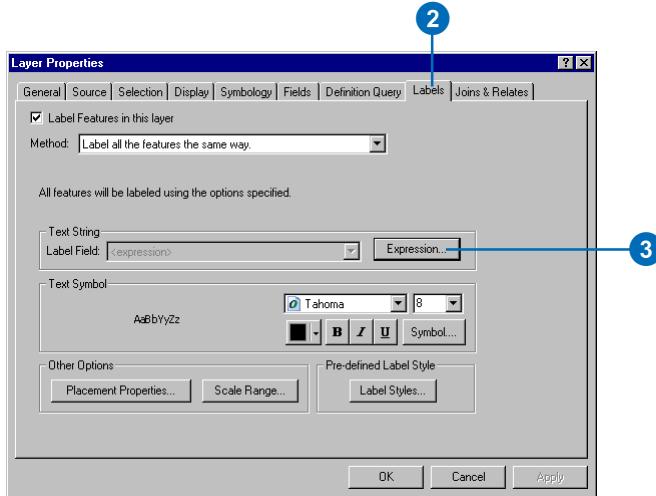 2
Layer Properties
General Source Selection Display Symbology Fields Definition Query Labels Joins & Relates
Label Features in this layer
Method: Label all the features the same way.
All features will be labeled using the options specified.
Text String
Label Field: <expression> Expression... 3
Text Symbol
AaBbYyZz
Tahoma 8
B I U Symbol...
Other Options Pre-defined Label Style
Placement Properties... Scale Range... Label Styles...
OK Cancel Apply